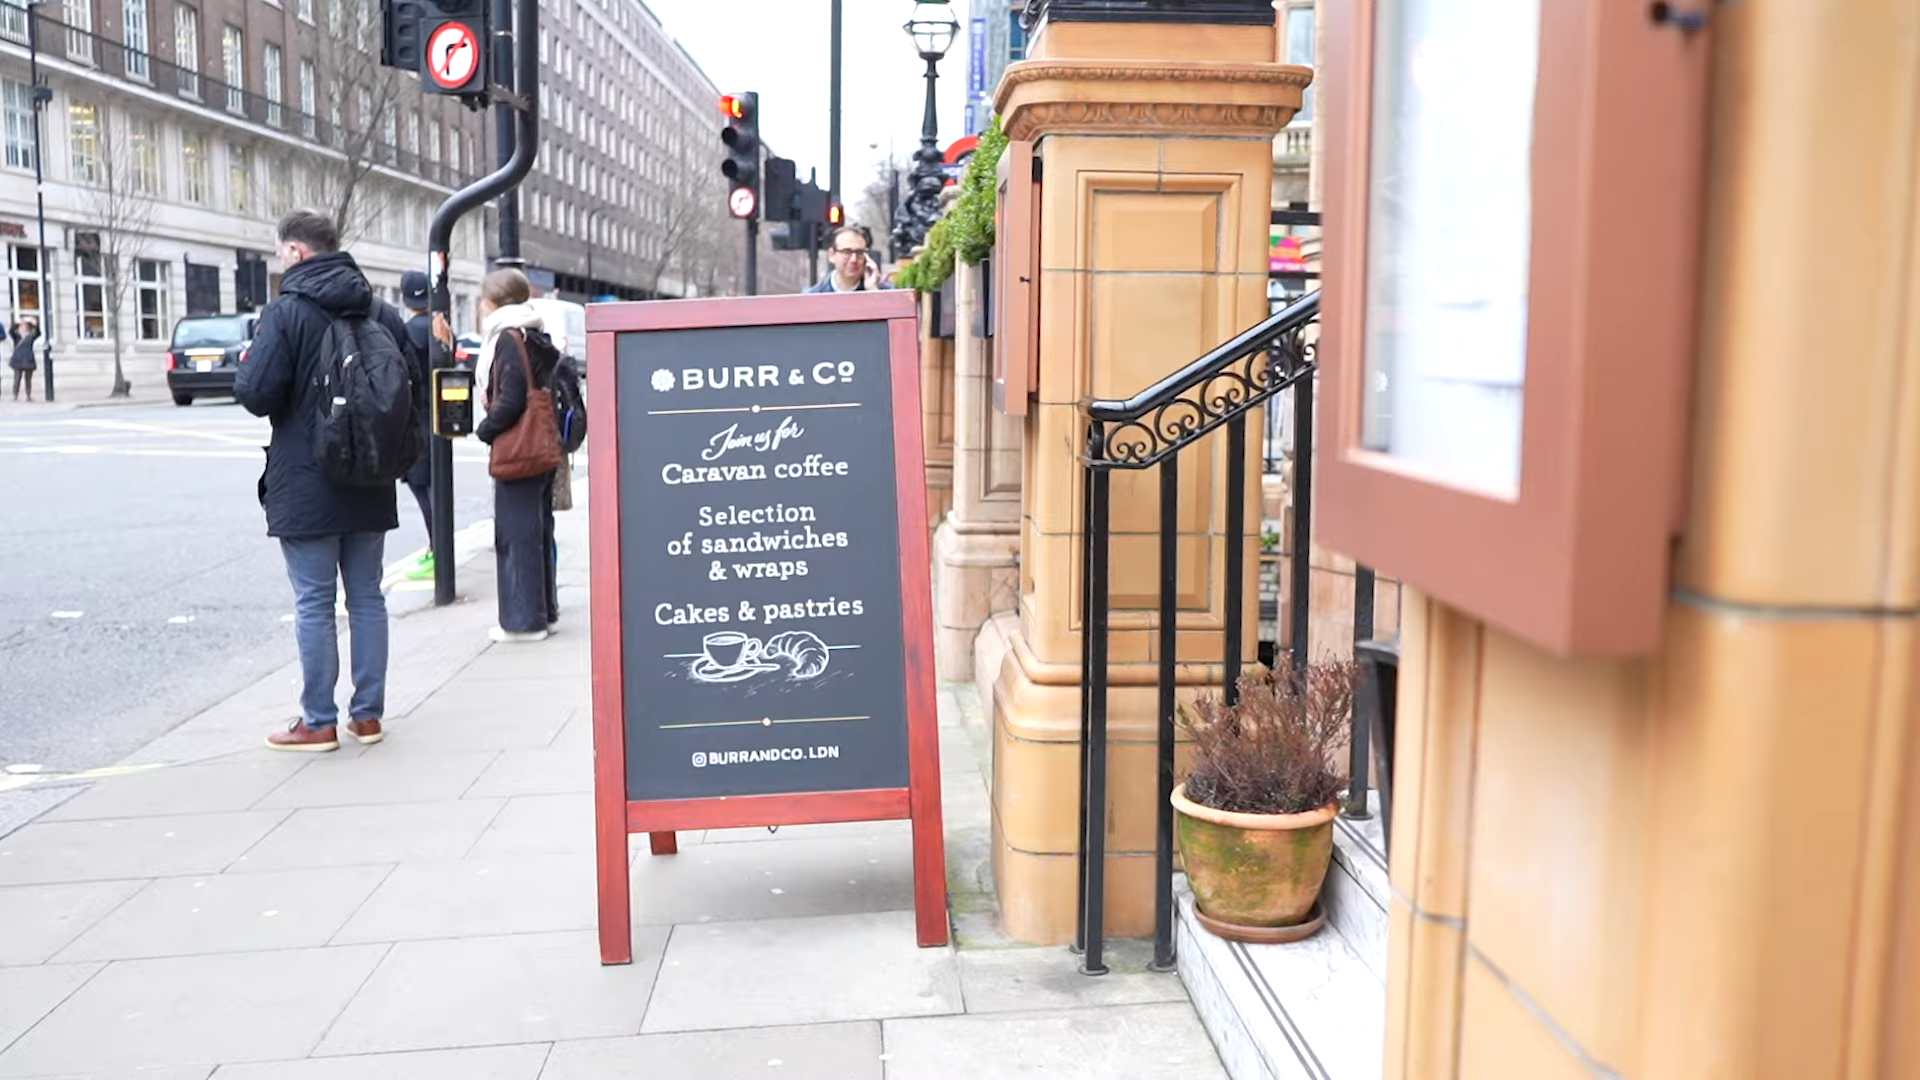 BURR & Co
Join us for
Caravan coffee
Selection
of sandwiches
& wraps
Cakes & pastries
BURRANDCO.LDN